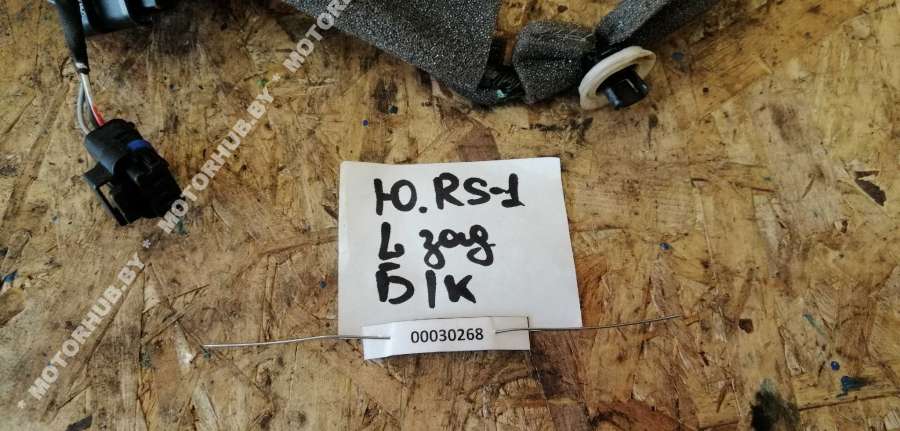 Ю.RS-1
L зад
Б/К
00030268
* MOTORHUB.BY * MOTORHUB.BY * MOTORHUB.BY *